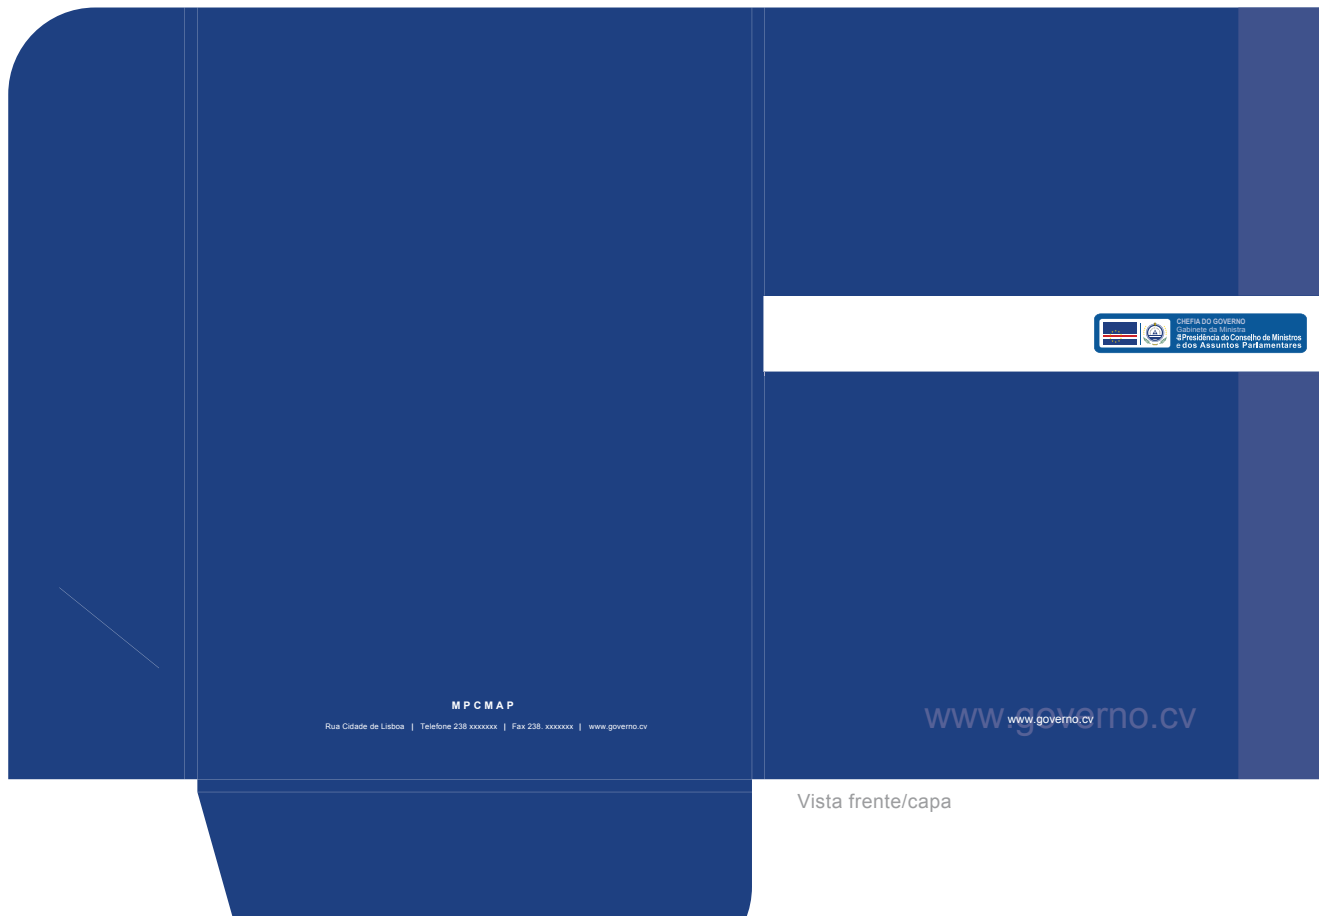 CHEFIA DO GOVERNO
Gabinete da Ministra
da Presidência do Conselho de Ministros
e dos Assuntos Parlamentares
MPCMAP
Rua Cidade de Lisboa | Telefone 238 xxxxxxx | Fax 238. xxxxxxx | www.governo.cv
www.governo.cv
www.governo.cv
Vista frente/capa